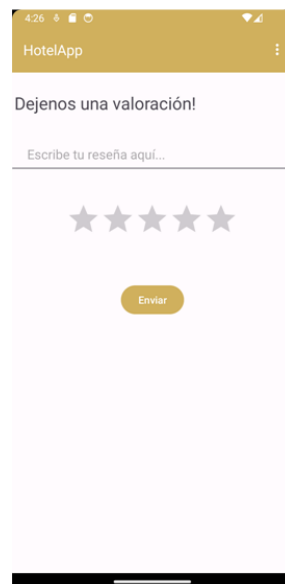 4:26
HotelApp
Dejenos una valoración!
Escribe tu reseña aquí...
Enviar